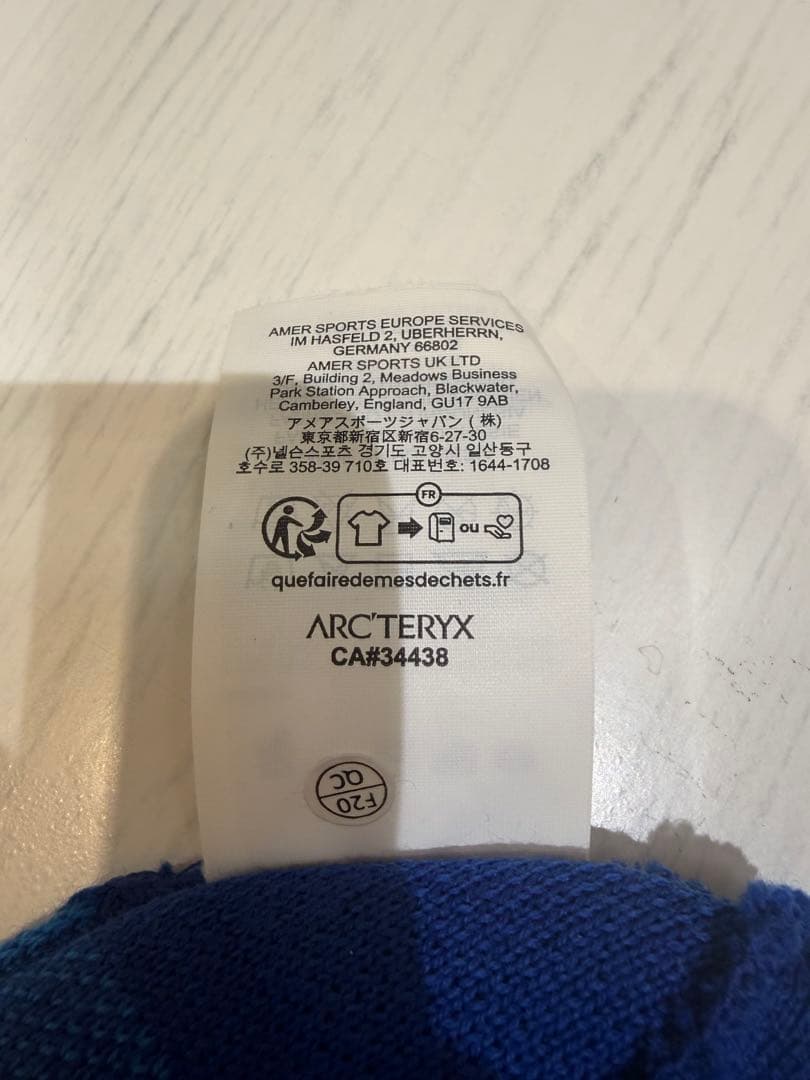 AMER SPORTS EUROPE SERVICES
IM HASFELD 2, UBERHERRN,
GERMANY 66802
AMER SPORTS UK LTD
3/F, Building 2, Meadows Business
Park Station Approach, Blackwater,
Camberley, England, GU17 9AB
アメアスポーツジャパン ( 株)
東京都新宿区新宿6-27-30
(주)넬슨스포츠 경기도 고양시 일산동구
호수로 358-39 710호 대표번호: 1644-1708
FR
ou
quefairedemesdechets.fr
ARC'TERYX
CA#34438
F20
QC